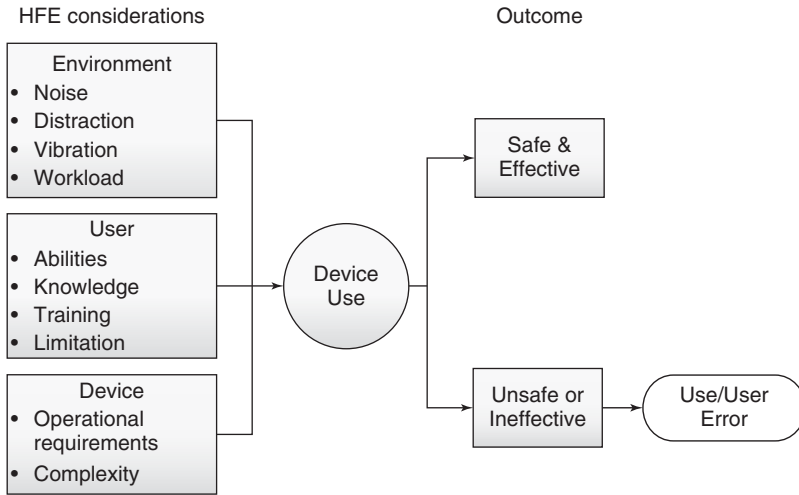 HFE considerations
Outcome
Environment
• Noise
• Distraction
• Vibration
• Workload
User
• Abilities
• Knowledge
• Training
• Limitation
Device
• Operational
requirements
• Complexity
Device
Use
Safe &
Effective
Unsafe or
Ineffective
Use/User
Error